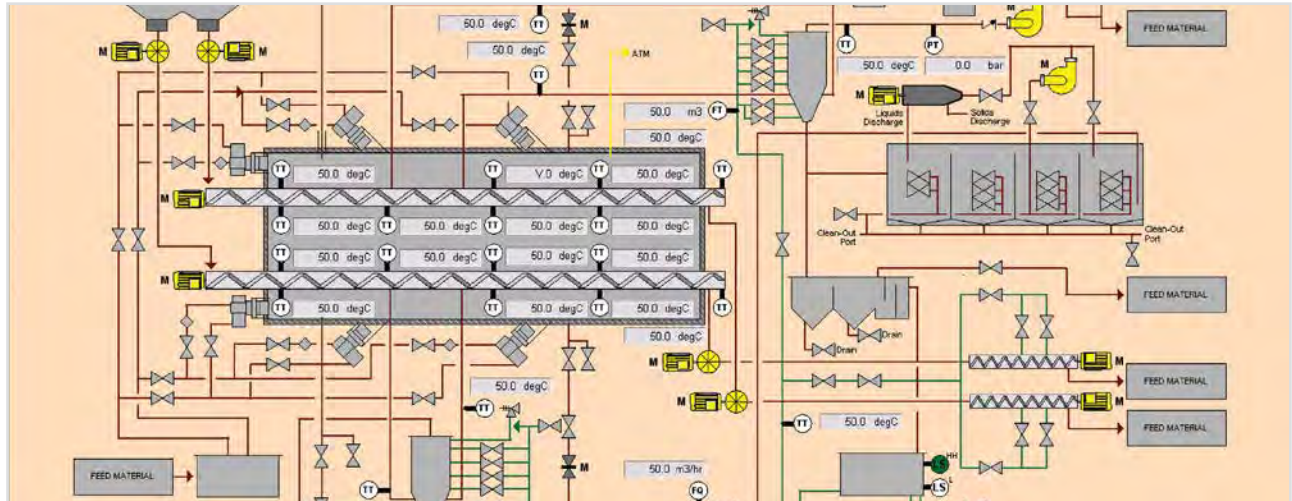 50.0 degC
TT
M
M
M
50.0 degC
ATM
TT
TT
PT
M
FEED MATERIAL
50.0 degC
0.0 bar
M
M
Liquids
Discharge
Solids
Discharge
50.0 m3
FT
50.0 degC
TT
50.0 degC
TT
V.0 degC
TT
50.0 degC
TT
M
TT
50.0 degC
TT
50.0 degC
TT
50.0 degC
TT
50.0 degC
Clean-Out
Port
Clean-Out
Port
TT
50.0 degC
TT
50.0 degC
TT
50.0 degC
TT
50.0 degC
M
TT
50.0 degC
TT
50.0 degC
TT
50.0 degC
TT
50.0 degC
TT
FEED MATERIAL
Drain
Drain
50.0 degC
M
M
FEED MATERIAL
50.0 degC
TT
M
M
FEED MATERIAL
TT
50.0 degC
FEED MATERIAL
M
50.0 m3/hr
LS
HH
LS
L
TT
FQ